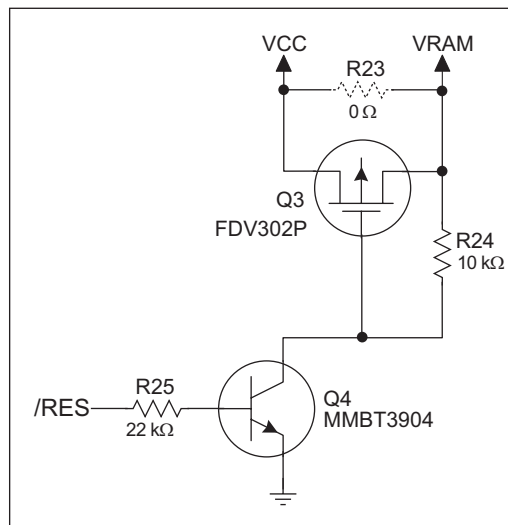 VCC
VRAM
R23
0 Ω
Q3
FDV302P
R24
10 kΩ
R25
/RES
22 kΩ
Q4
MMBT3904